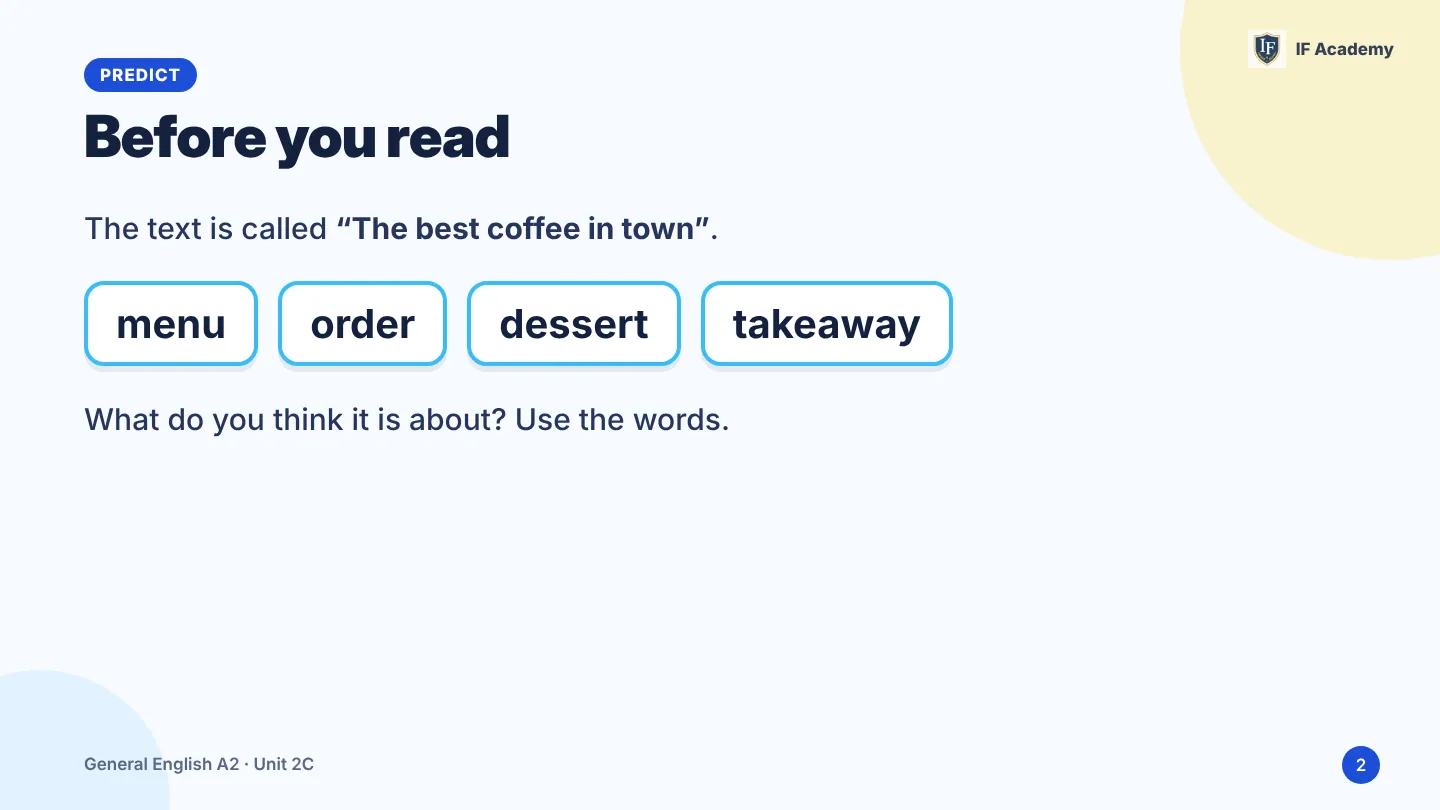 IF
IF Academy
PREDICT
Before you read
The text is called “The best coffee in town”.
menu order dessert takeaway
What do you think it is about? Use the words.
General English A2 · Unit 2C
2